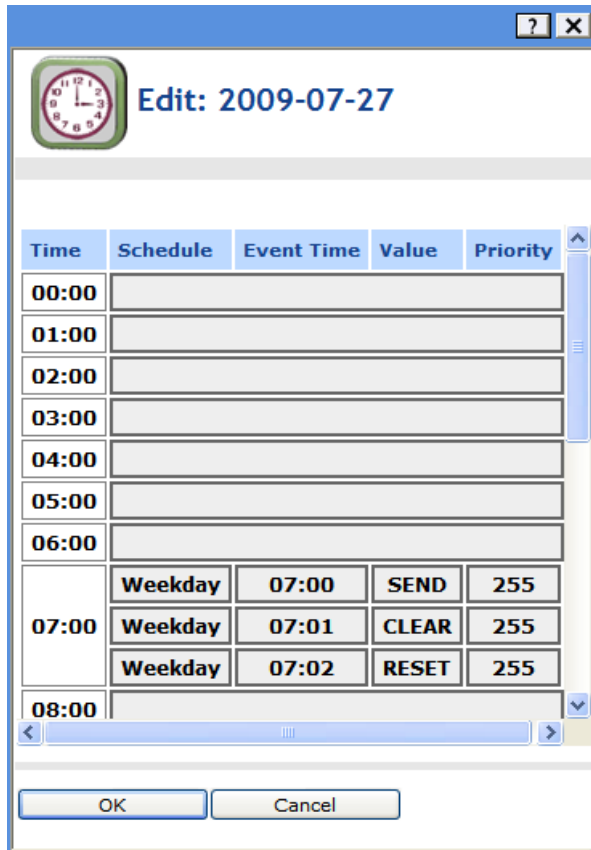 ?
Edit: 2009-07-27
Time Schedule Event Time Value Priority
00:00
01:00
02:00
03:00
04:00
05:00
06:00
07:00
Weekday 07:00 SEND 255
Weekday 07:01 CLEAR 255
Weekday 07:02 RESET 255
08:00
OK Cancel